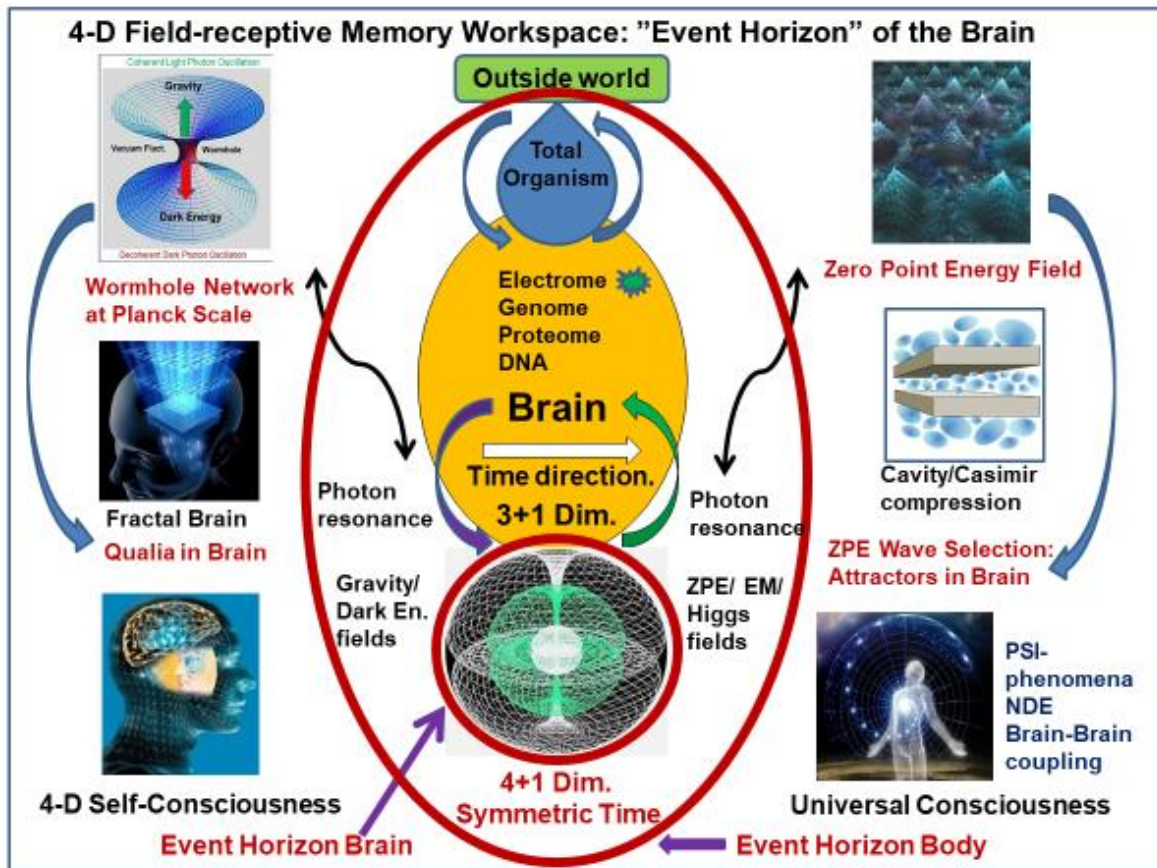 4-D Field-receptive Memory Workspace: ”Event Horizon” of the Brain
Coherent Light Photon Oscillation
Gravity
Vacuum Fluct.
Wormhole
Dark Energy
Decoherent Dark Photon Oscillation
Wormhole Network
at Planck Scale
Fractal Brain
Qualia in Brain
4-D Self-Consciousness
Event Horizon Brain
Outside world
Total
Organism
Electrome
Genome
Proteome
DNA
Brain
Time direction.
3+1 Dim.
Photon
resonance
Gravity/
Dark En.
fields
Photon
resonance
ZPE/ EM/
Higgs
fields
4+1 Dim.
Symmetric Time
Zero Point Energy Field
Cavity/Casimir
compression
ZPE Wave Selection:
Attractors in Brain
PSI-
phenomena
NDE
Brain-Brain
coupling
Universal Consciousness
Event Horizon Body